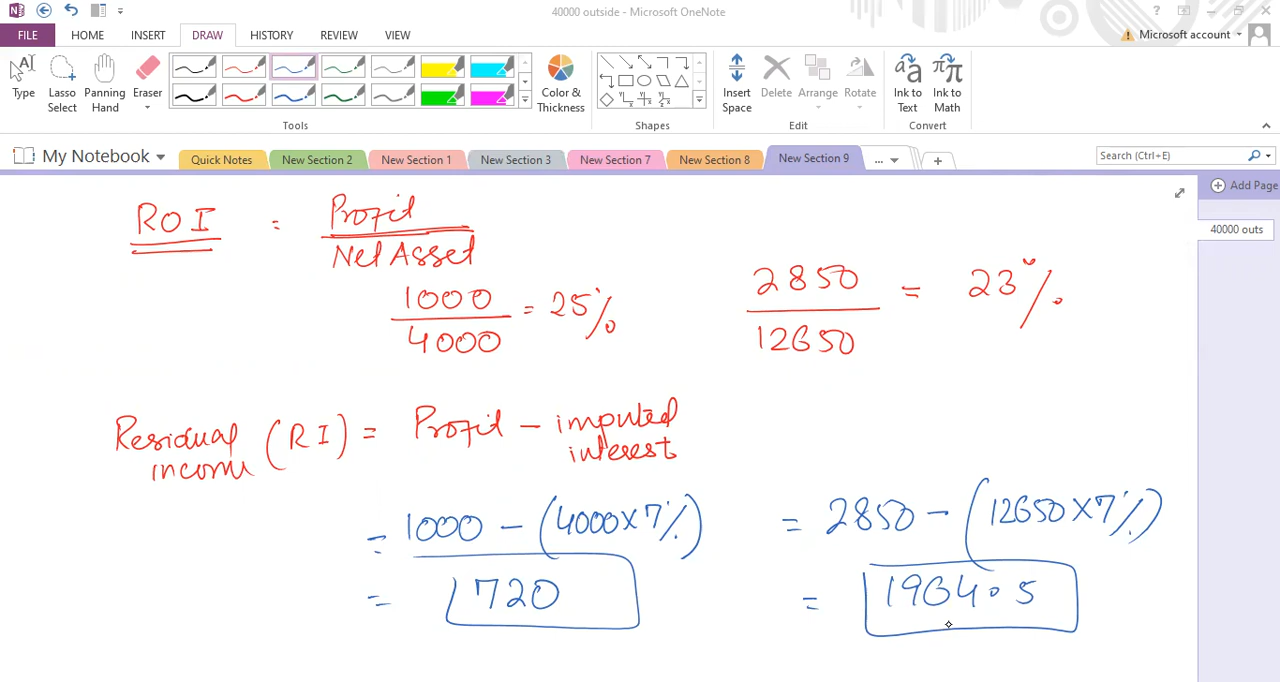 40000 outside - Microsoft OneNote
?
FILE HOME INSERT DRAW HISTORY REVIEW VIEW
Microsoft account
Type
Lasso Select
Panning Hand
Eraser
Color & Thickness
Insert Space
Delete
Arrange
Rotate
Ink to Text
Ink to Math
Tools
Shapes
Edit
Convert
My Notebook
Quick Notes
New Section 2
New Section 1
New Section 3
New Section 7
New Section 8
New Section 9
...
Search (Ctrl+E)
Add Page
40000 outs
ROI : Profit
Net Asset
1000
4000
= 25%
2850
12650
= 23%
Residual income (RI) = Profit - imputed interest
= 1000 - (4000 X 7%)
= 720
= 2850 - (12650 X 7%)
= 1964.5